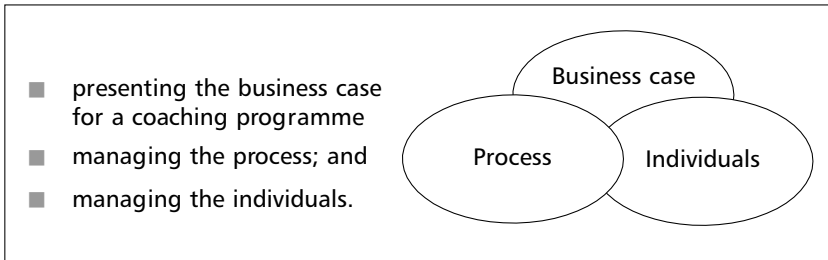 presenting the business case
for a coaching programme
managing the process; and
managing the individuals.
Business case
Process
Individuals